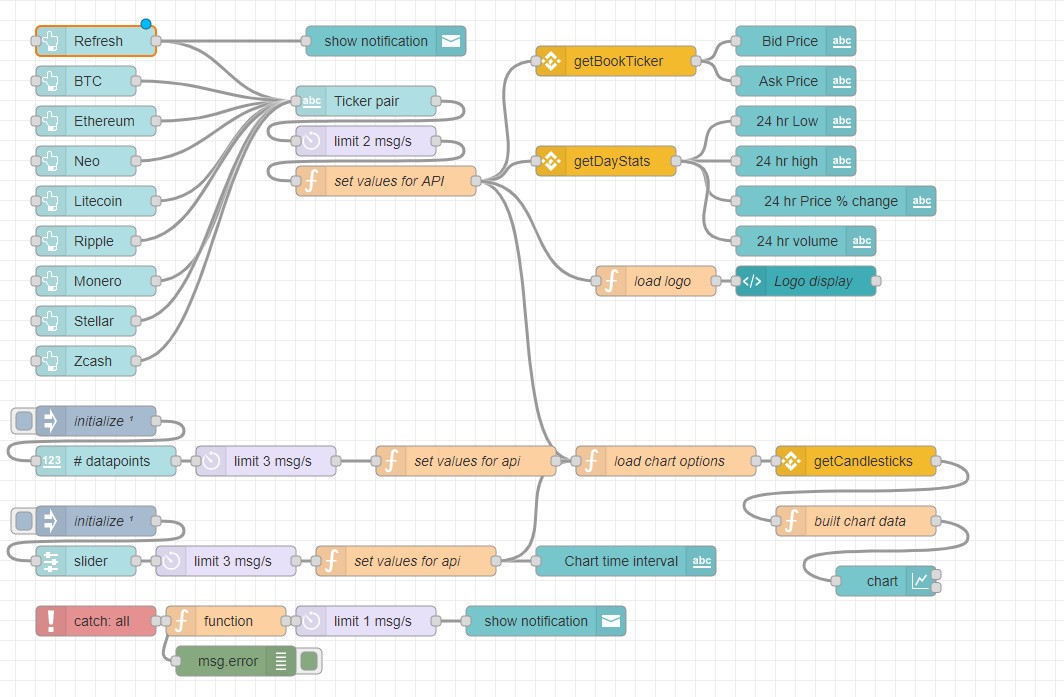 Refresh
show notification
BTC
Ethereum
Neo
Litecoin
Ripple
Monero
Stellar
Zcash
abc Ticker pair
limit 2 msg/s
f set values for API
getBookTicker
Bid Price abc
Ask Price abc
getDayStats
24 hr Low abc
24 hr high abc
24 hr Price % change abc
24 hr volume abc
f load logo
</> Logo display
initialize ¹
123 # datapoints
limit 3 msg/s
f set values for api
f load chart options
getCandlesticks
f built chart data
chart
initialize ¹
slider
limit 3 msg/s
f set values for api
Chart time interval abc
! catch: all
f function
limit 1 msg/s
show notification
msg.error